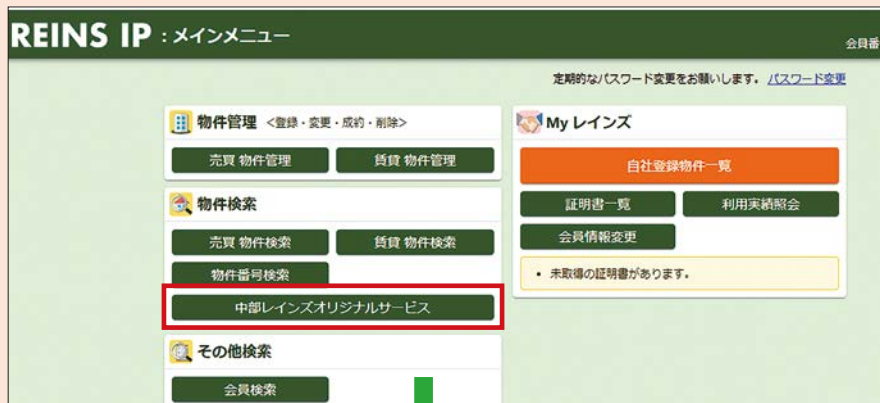 REINS IP : メインメニュー
会員番
定期的なパスワード変更をお願いします。 パスワード変更
物件管理 <登録・変更・成約・削除>
売買 物件管理
賃貸 物件管理
物件検索
売買 物件検索
賃貸 物件検索
物件番号検索
中部レインズオリジナルサービス
その他検索
会員検索
My レインズ
自社登録物件一覧
証明書一覧
利用実績照会
会員情報変更
・ 未取得の証明書があります。